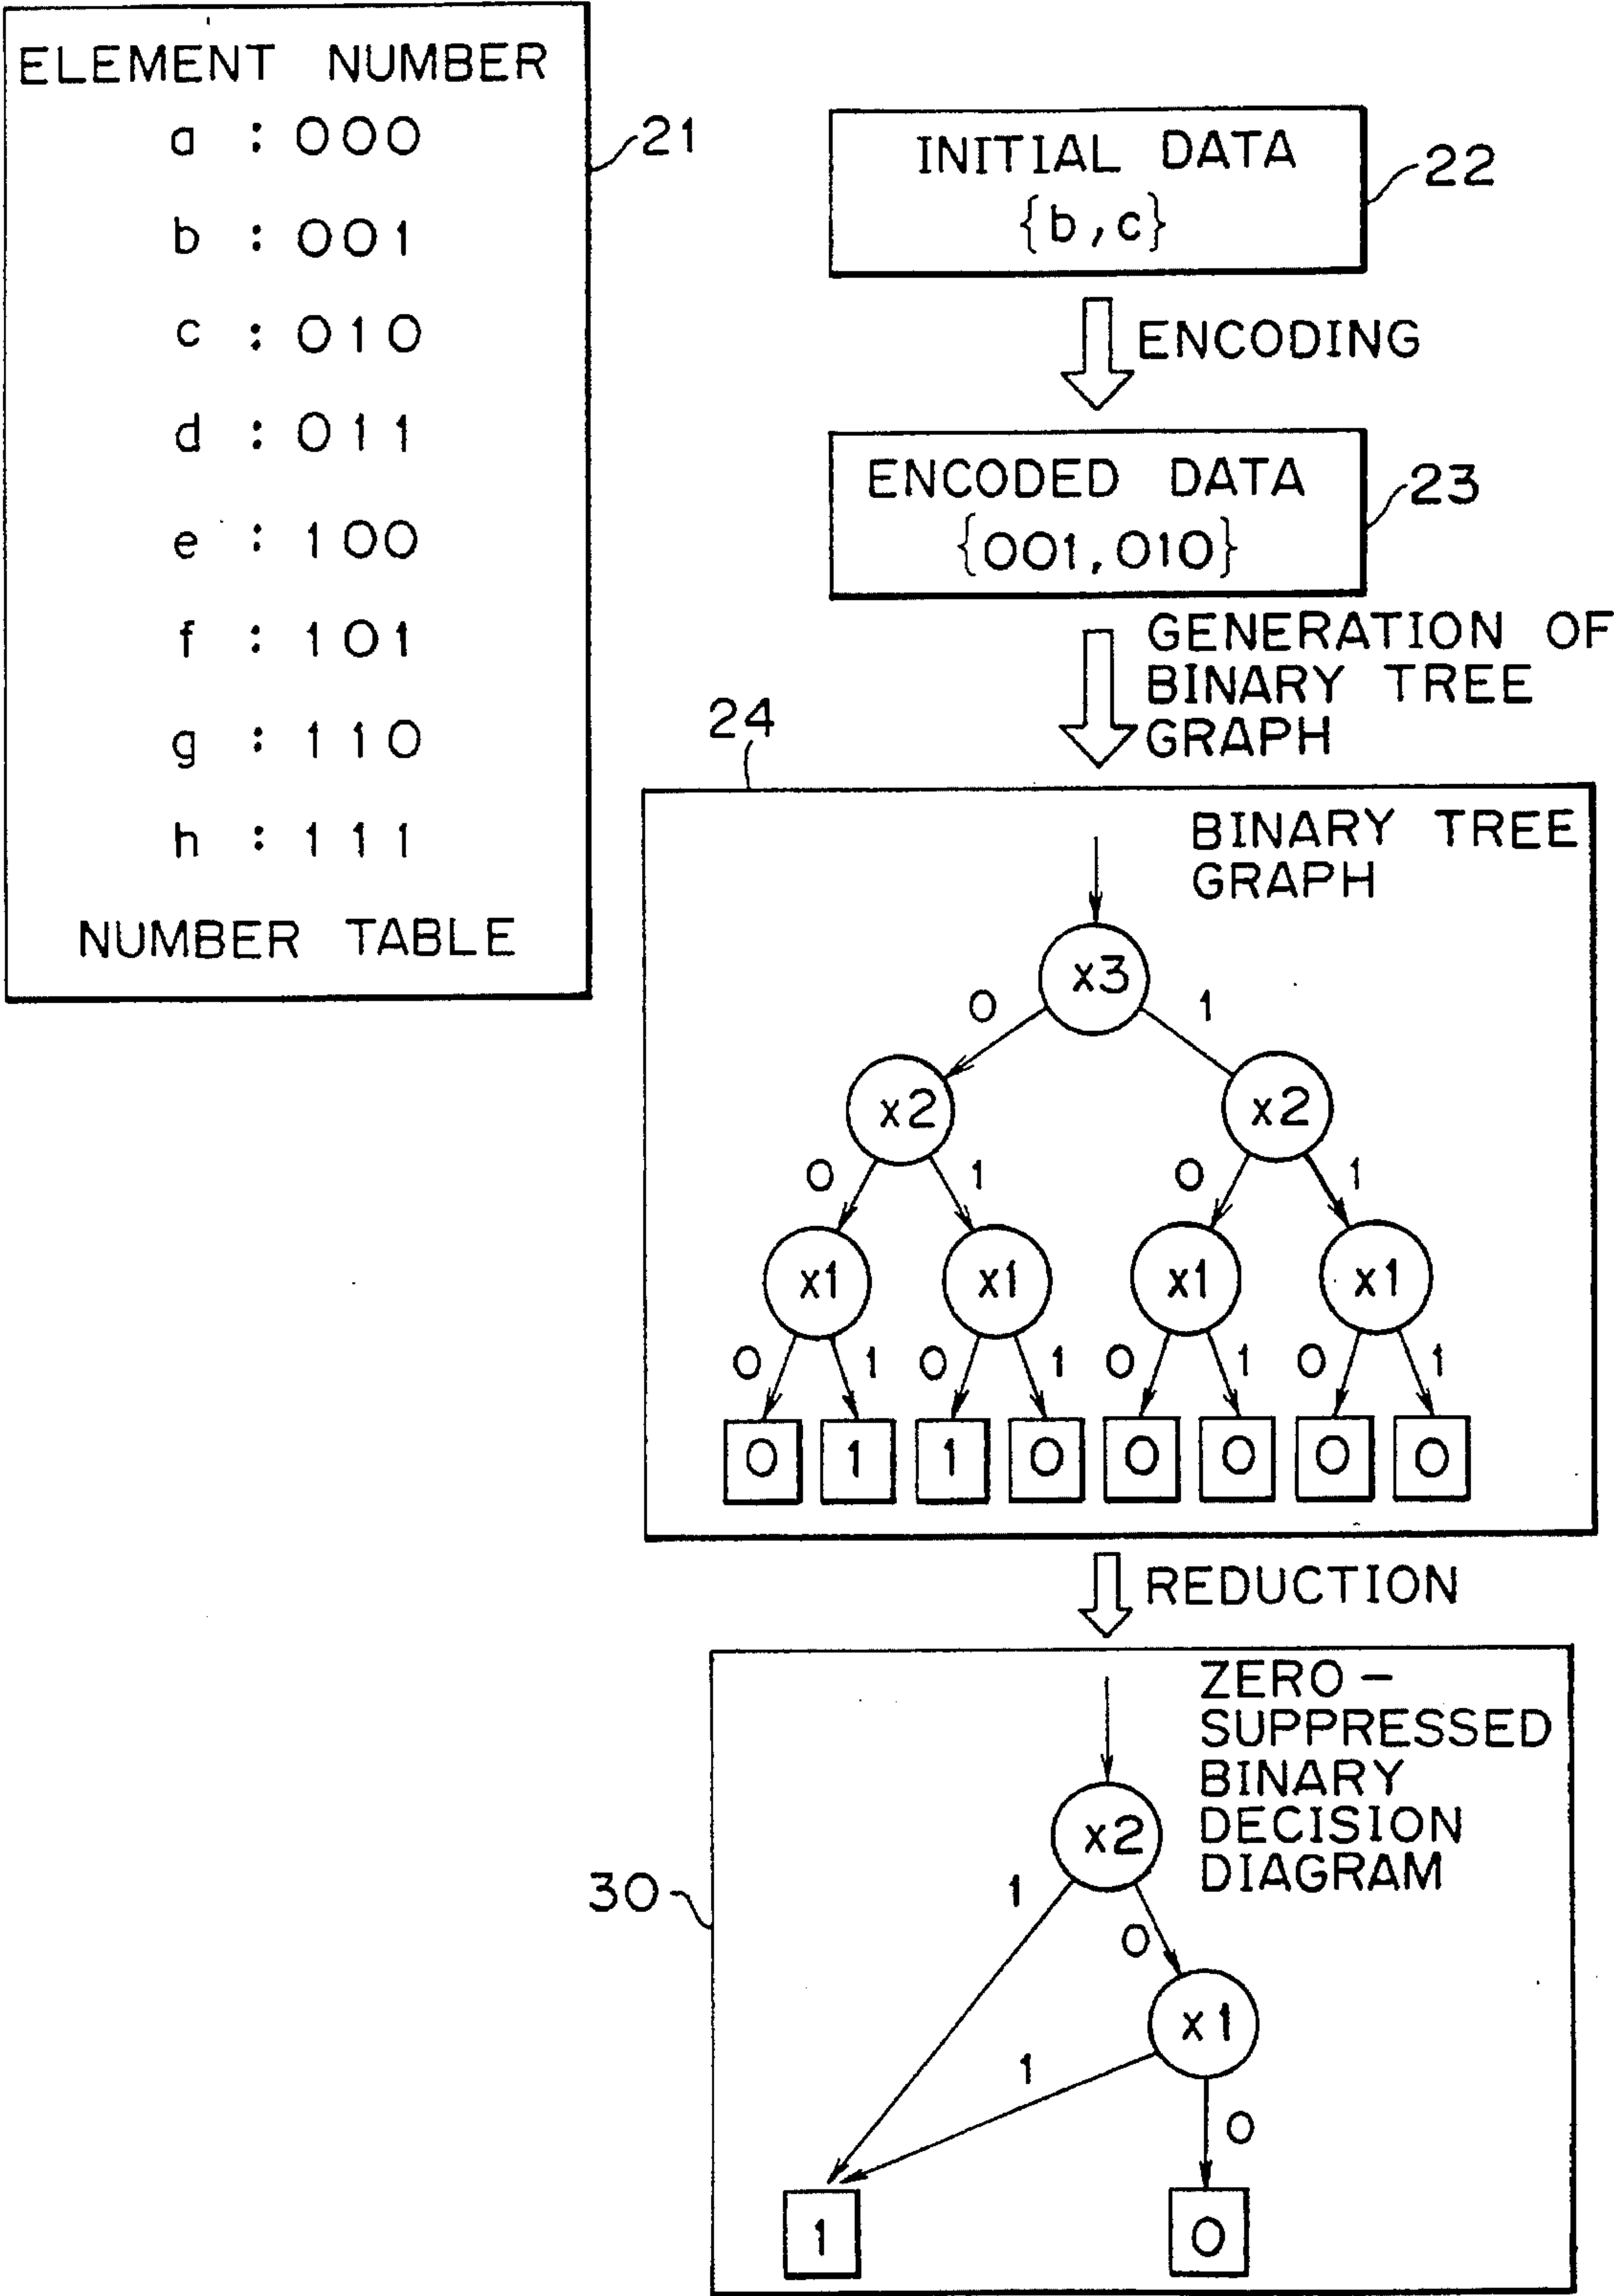 ELEMENT NUMBER
a : 000
b : 001
c : 010
d : 011
e : 100
f : 101
g : 110
h : 111
NUMBER TABLE
21
INITIAL DATA
{b,c}
22
ENCODING
ENCODED DATA
{001,010}
23
GENERATION OF
BINARY TREE
GRAPH
24
BINARY TREE
GRAPH
x3
0 1
x2 x2
0 1 0 1
x1 x1 x1 x1
0 1 0 1 0 1 0 1
0 1 1 0 0 0 0 0
REDUCTION
ZERO-
SUPPRESSED
BINARY
DECISION
DIAGRAM
30
x2
1 0
x1
1 0
1 0